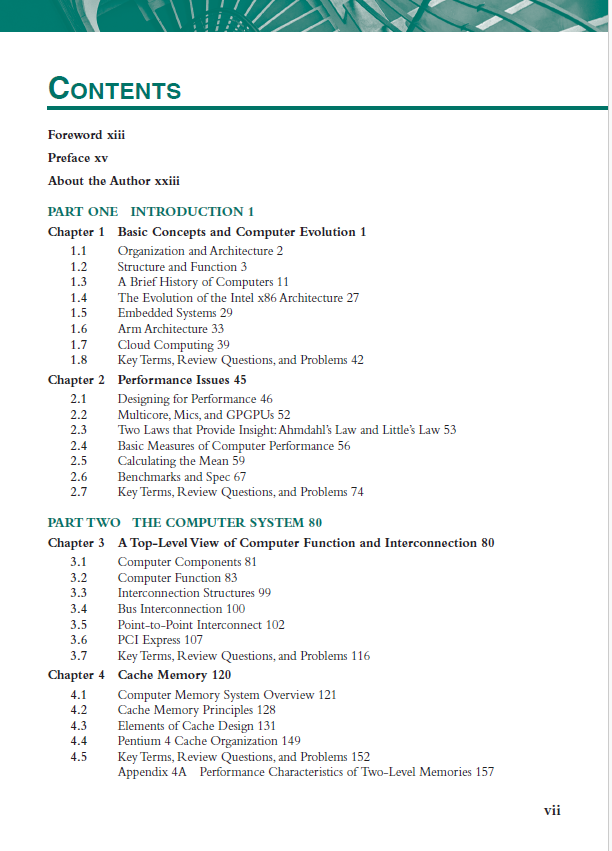 CONTENTS
Foreword xiii
Preface xv
About the Author xxiii
PART ONE INTRODUCTION 1
Chapter 1 Basic Concepts and Computer Evolution 1
1.1 Organization and Architecture 2
1.2 Structure and Function 3
1.3 A Brief History of Computers 11
1.4 The Evolution of the Intel x86 Architecture 27
1.5 Embedded Systems 29
1.6 Arm Architecture 33
1.7 Cloud Computing 39
1.8 Key Terms, Review Questions, and Problems 42
Chapter 2 Performance Issues 45
2.1 Designing for Performance 46
2.2 Multicore, Mics, and GPGPUs 52
2.3 Two Laws that Provide Insight: Ahmdahl's Law and Little's Law 53
2.4 Basic Measures of Computer Performance 56
2.5 Calculating the Mean 59
2.6 Benchmarks and Spec 67
2.7 Key Terms, Review Questions, and Problems 74
PART TWO THE COMPUTER SYSTEM 80
Chapter 3 A Top-Level View of Computer Function and Interconnection 80
3.1 Computer Components 81
3.2 Computer Function 83
3.3 Interconnection Structures 99
3.4 Bus Interconnection 100
3.5 Point-to-Point Interconnect 102
3.6 PCI Express 107
3.7 Key Terms, Review Questions, and Problems 116
Chapter 4 Cache Memory 120
4.1 Computer Memory System Overview 121
4.2 Cache Memory Principles 128
4.3 Elements of Cache Design 131
4.4 Pentium 4 Cache Organization 149
4.5 Key Terms, Review Questions, and Problems 152
Appendix 4A Performance Characteristics of Two-Level Memories 157
vii